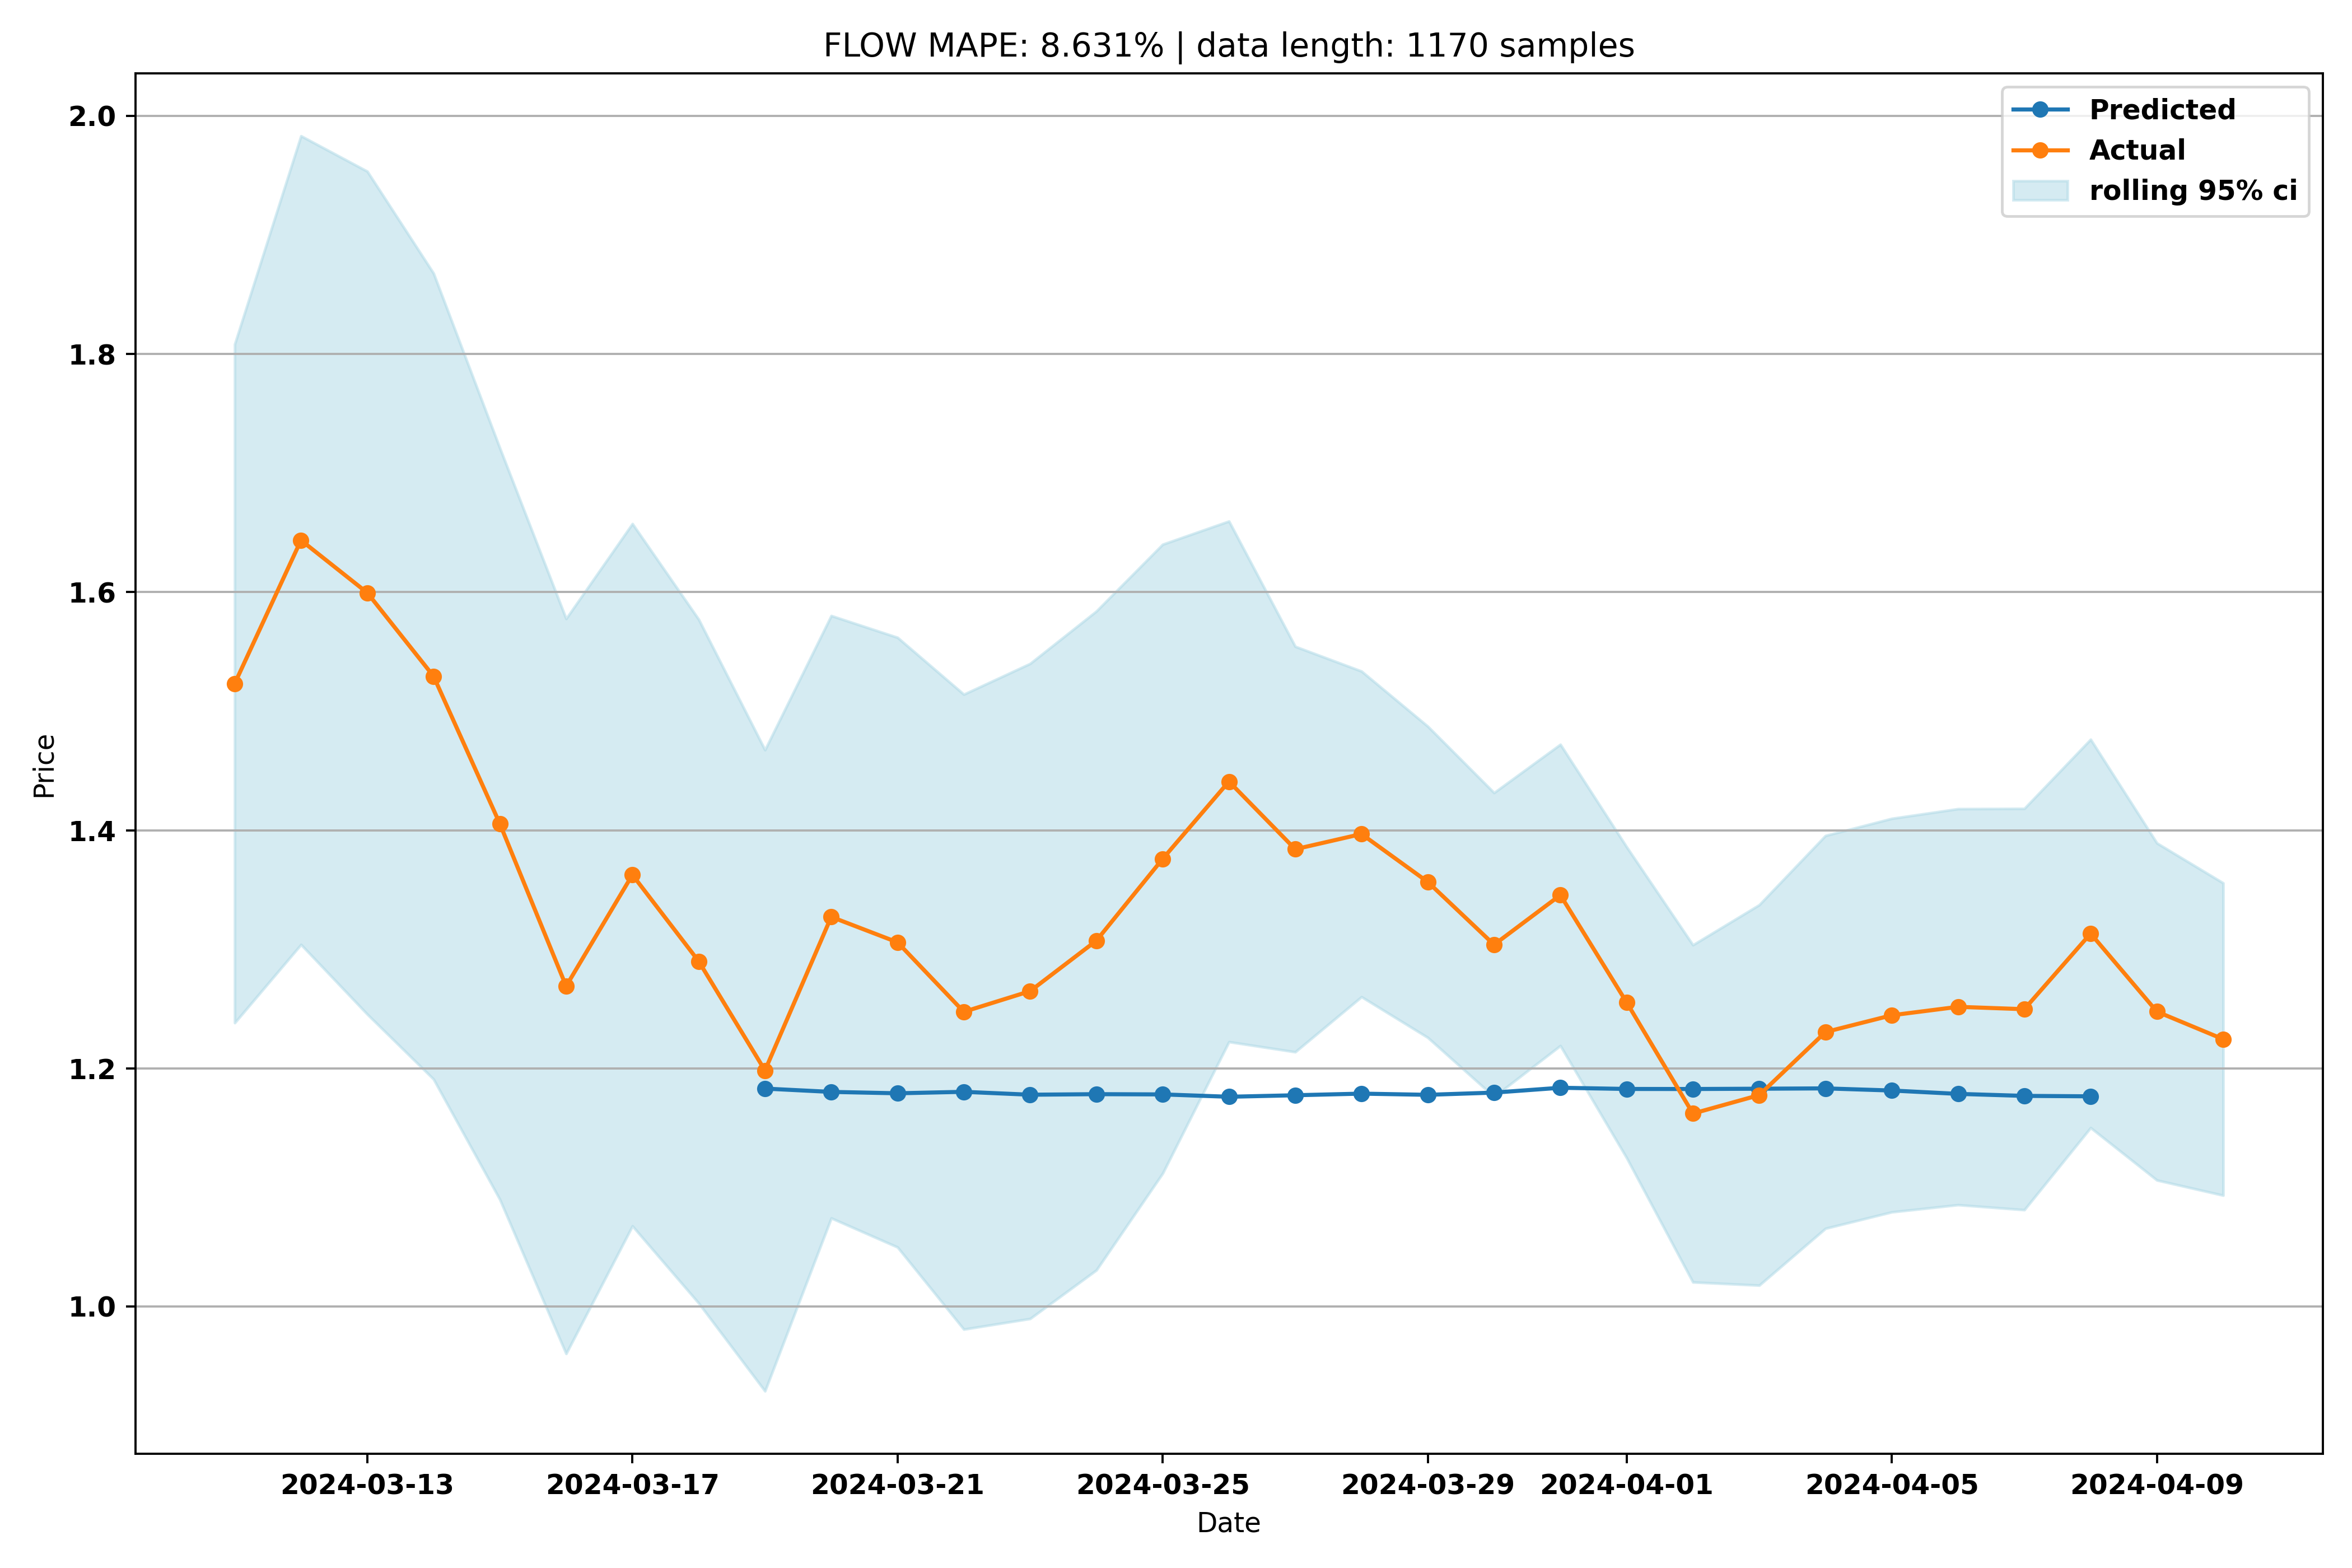 FLOW MAPE: 8.631% | data length: 1170 samples
Predicted
Actual
rolling 95% ci
2.0
1.8
1.6
1.4
1.2
1.0
Price
2024-03-13 2024-03-17 2024-03-21 2024-03-25 2024-03-29 2024-04-01 2024-04-05 2024-04-09
Date